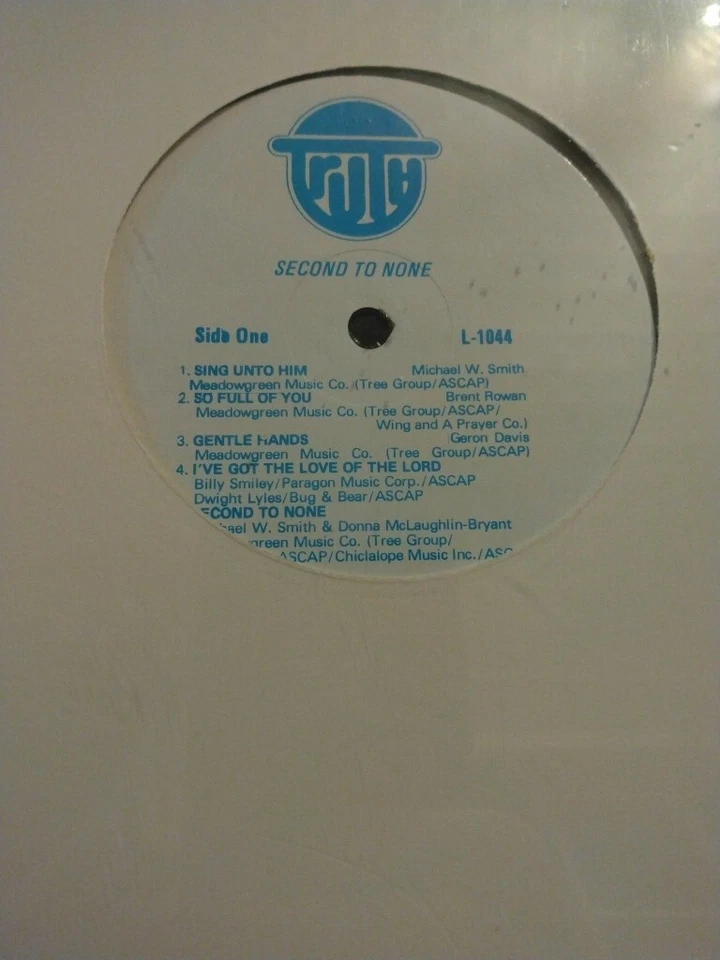 TRUTH
SECOND TO NONE
Side One L-1044
1. SING UNTO HIM Michael W. Smith
Meadowgreen Music Co. (Tree Group/ASCAP)
2. SO FULL OF YOU Brent Rowan
Meadowgreen Music Co. (Tree Group/ASCAP/
Wing and A Prayer Co.)
3. GENTLE HANDS Geron Davis
Meadowgreen Music Co. (Tree Group/ASCAP)
4. I'VE GOT THE LOVE OF THE LORD
Billy Smiley/Paragon Music Corp./ASCAP
Dwight Lyles/Bug & Bear/ASCAP
ECOND TO NONE
hael W. Smith & Donna McLaughlin-Bryant
green Music Co. (Tree Group/
ASCAP/Chiclalope Music Inc./ASC